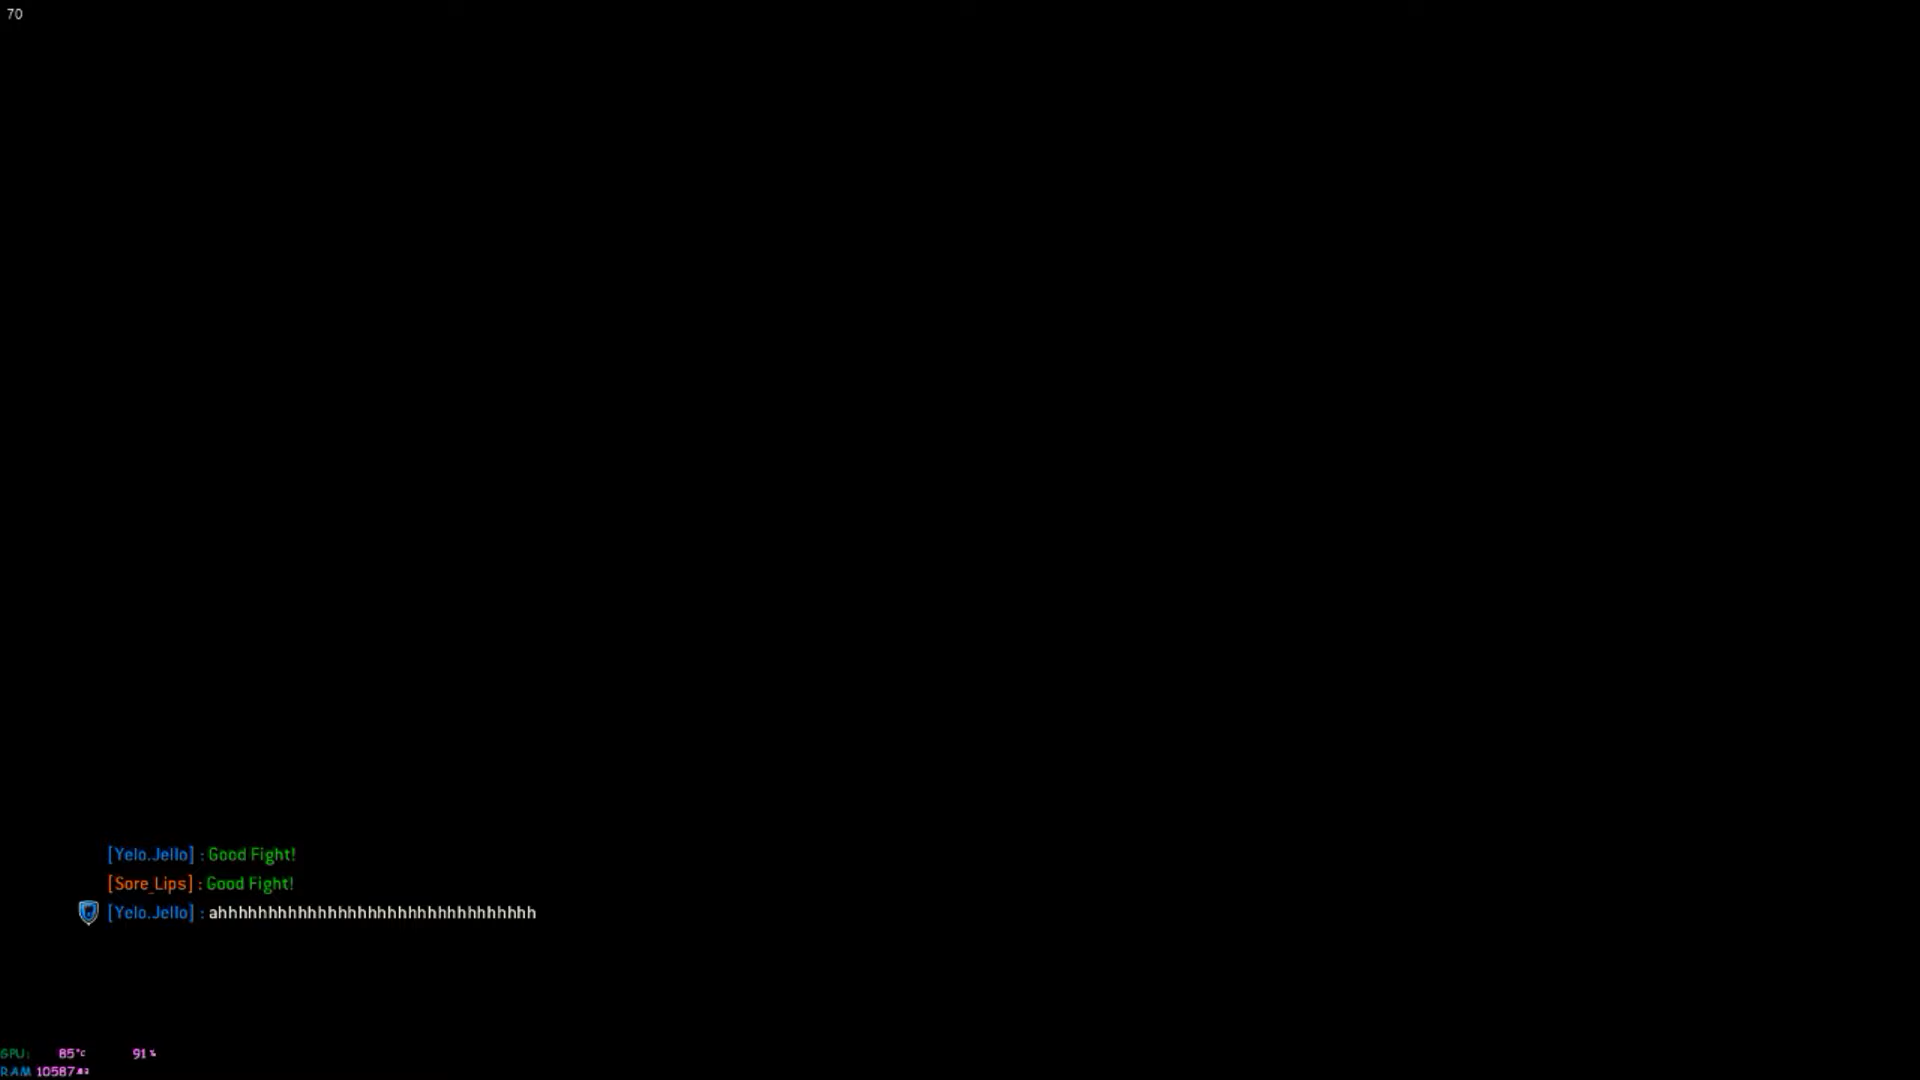 70
[Yelo.Jello] : Good Fight!
[Sore_Lips] : Good Fight!
[Yelo.Jello] : ahhhhhhhhhhhhhhhhhhhhhhhhhhhhhhhh
GPU: 85°C 91%
RAM 10587